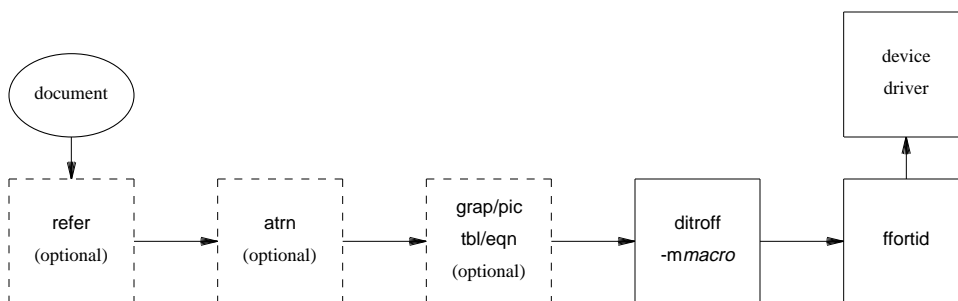 document
refer
(optional)
atrn
(optional)
grap/pic
tbl/eqn
(optional)
ditroff
-mmacro
ffortid
device
driver